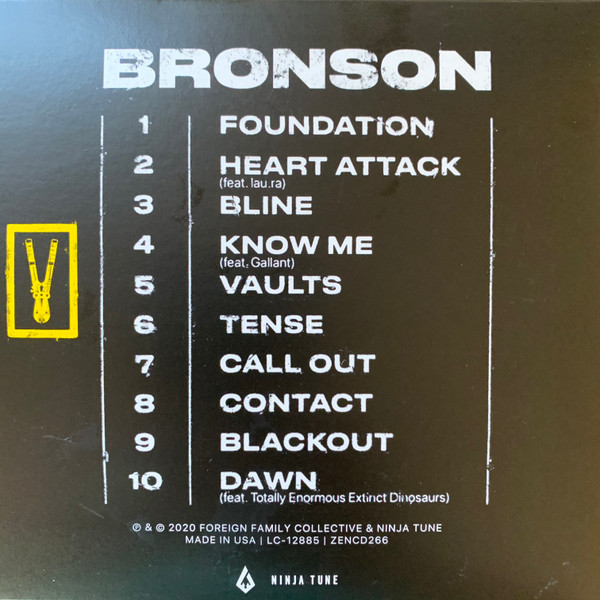 BRONSON
1 FOUNDATION
2 HEART ATTACK
(feat. lau.ra)
3 BLINE
4 KNOW ME
(feat. Gallant)
5 VAULTS
6 TENSE
7 CALL OUT
8 CONTACT
9 BLACKOUT
10 DAWN
(feat. Totally Enormous Extinct Dinosaurs)
℗ & © 2020 FOREIGN FAMILY COLLECTIVE & NINJA TUNE
MADE IN USA | LC-12885 | ZENCD266
NINJA TUNE